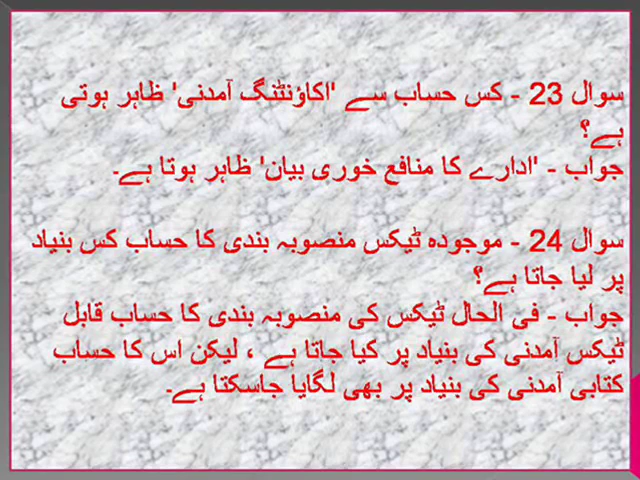 سوال 23 - کس حساب سے 'اکاؤنٹنگ آمدنی' ظاہر ہوتی
ہے؟
جواب - 'ادارے کا منافع خوری بیان' ظاہر ہوتا ہے۔
سوال 24 - موجودہ ٹیکس منصوبہ بندی کا حساب کس بنیاد
پر لیا جاتا ہے؟
جواب - فی الحال ٹیکس کی منصوبہ بندی کا حساب قابل
ٹیکس آمدنی کی بنیاد پر کیا جاتا ہے ، لیکن اس کا حساب
کتابی آمدنی کی بنیاد پر بھی لگایا جاسکتا ہے۔